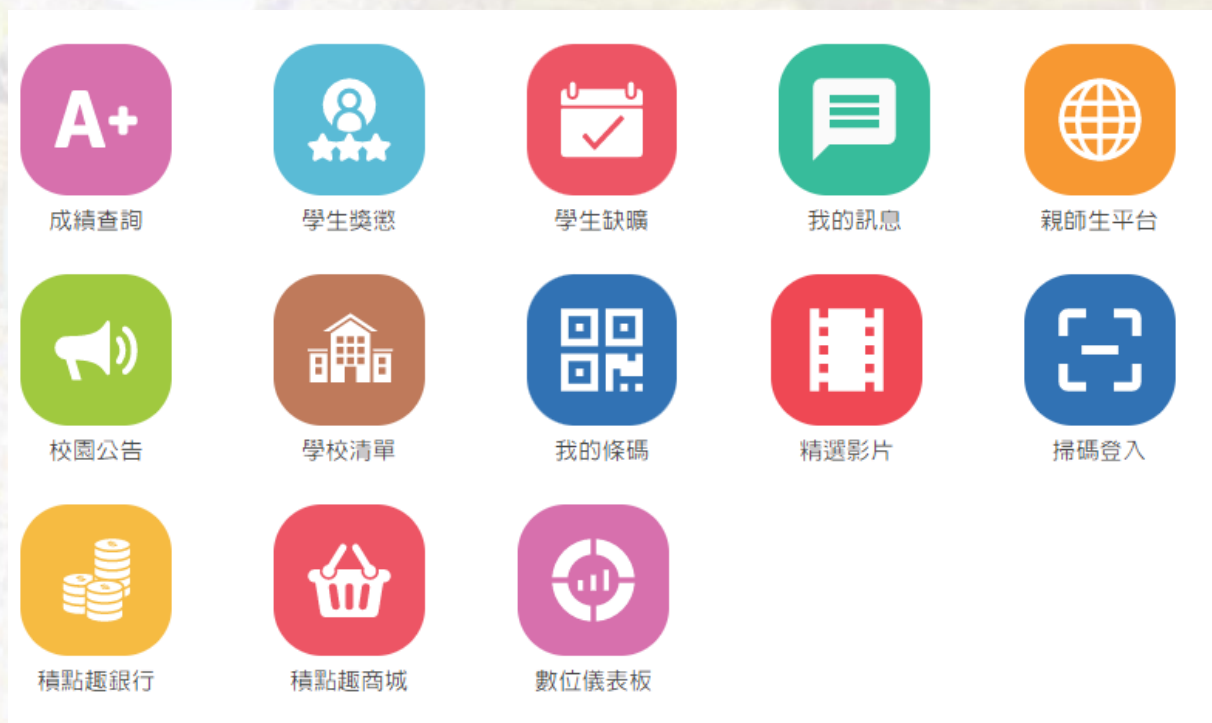 A+
成績查詢
學生獎懲
學生缺曠
我的訊息
親師生平台
校園公告
學校清單
我的條碼
精選影片
掃碼登入
積點趣銀行
積點趣商城
數位儀表板